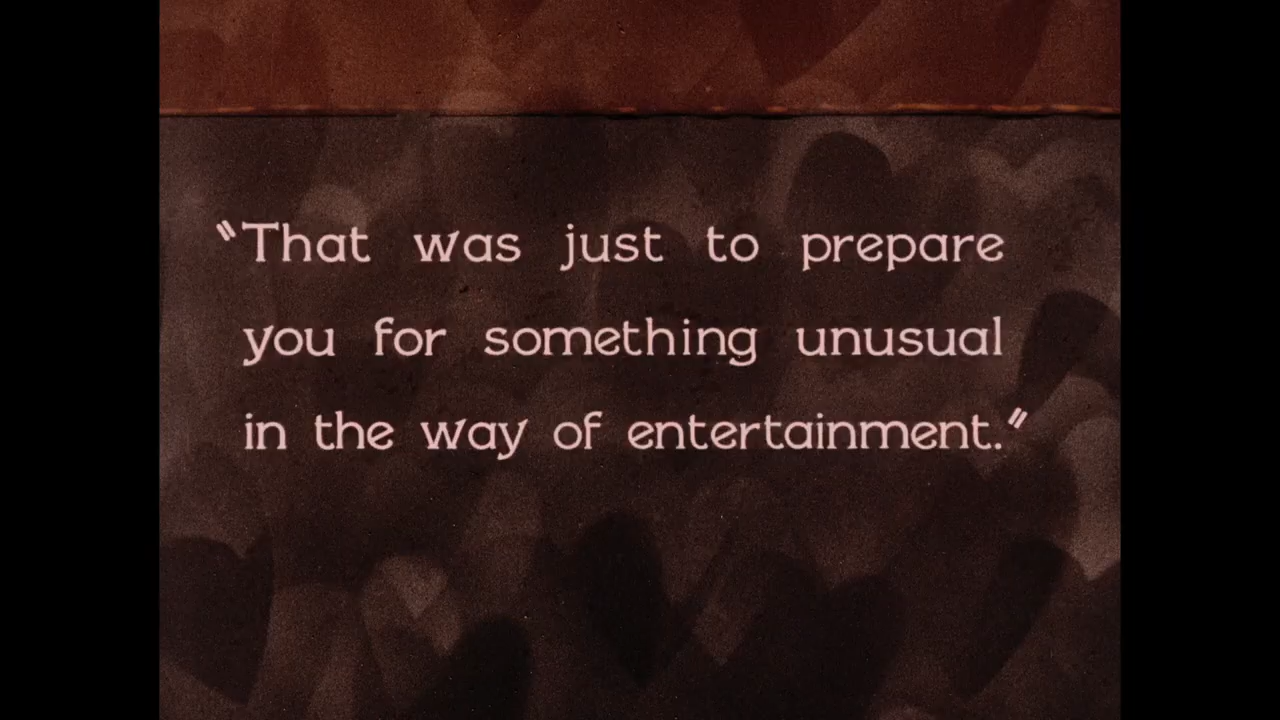 "That was just to prepare
you for something unusual
in the way of entertainment."